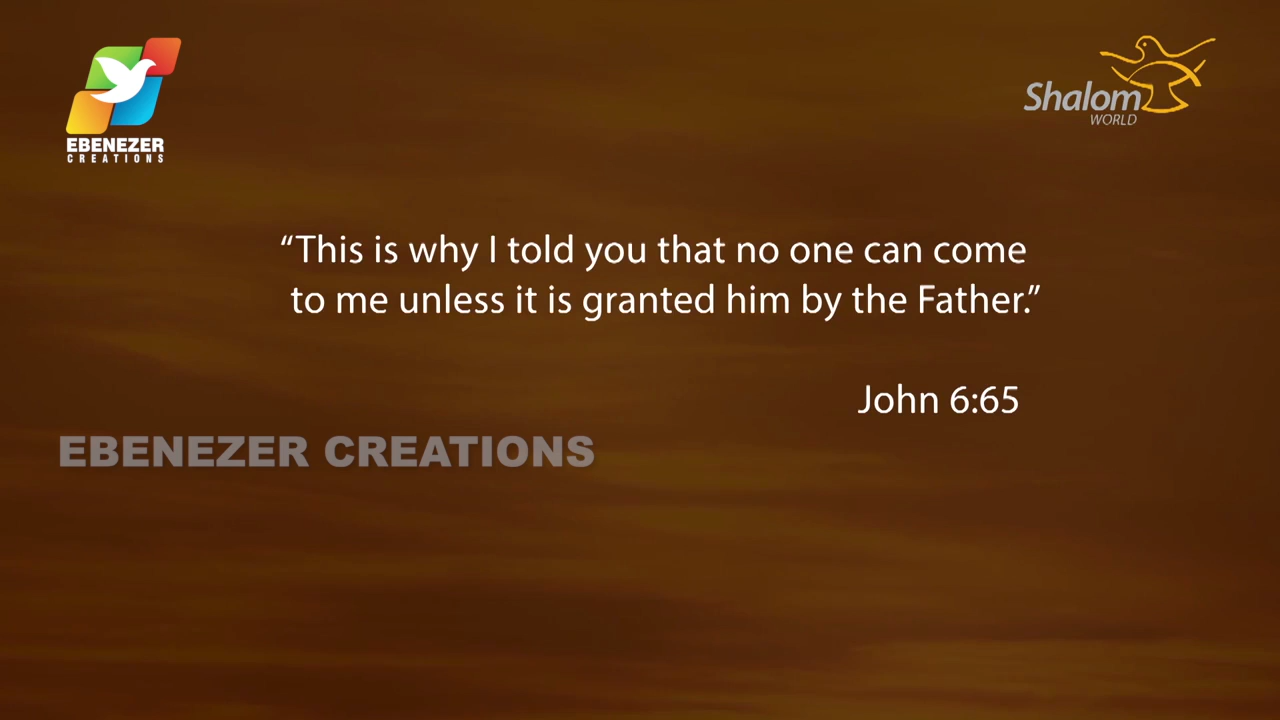 EBENEZER
CREATIONS
Shalom
WORLD
“This is why I told you that no one can come
to me unless it is granted him by the Father.”
John 6:65
EBENEZER CREATIONS